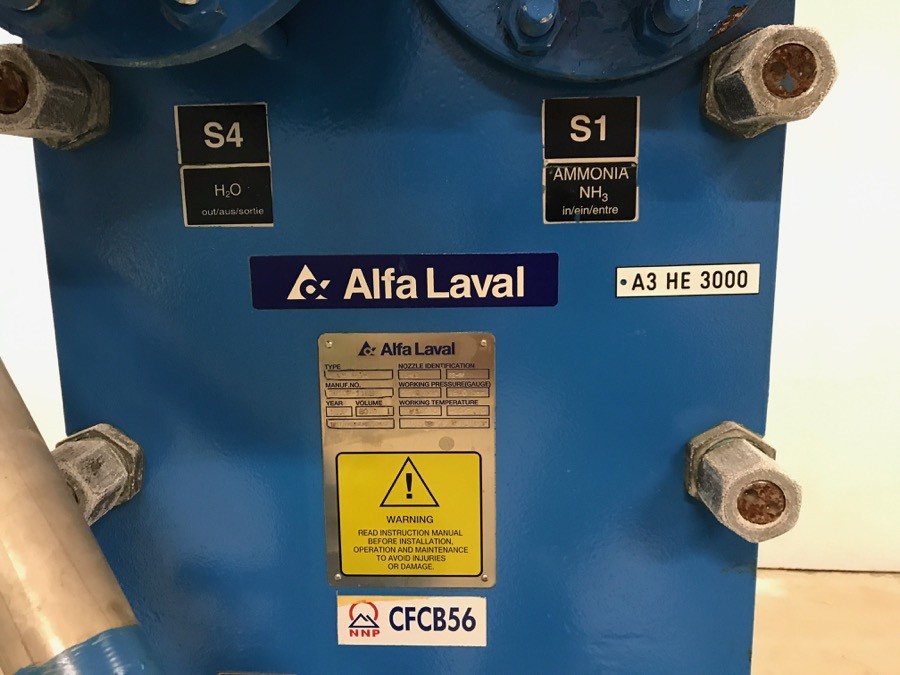 S4
H₂O
out/aus/sortie
S1
AMMONIA
NH₃
in/ein/entre
Alfa Laval
A3 HE 3000
Alfa Laval
TYPE
NOZZLE IDENTIFICATION
MANUF.NO.
WORKING PRESSURE(GAUGE)
YEAR VOLUME
WORKING TEMPERATURE
!
WARNING
READ INSTRUCTION MANUAL
BEFORE INSTALLATION,
OPERATION AND MAINTENANCE
TO AVOID INJURIES
OR DAMAGE.
NNP
CFCB56